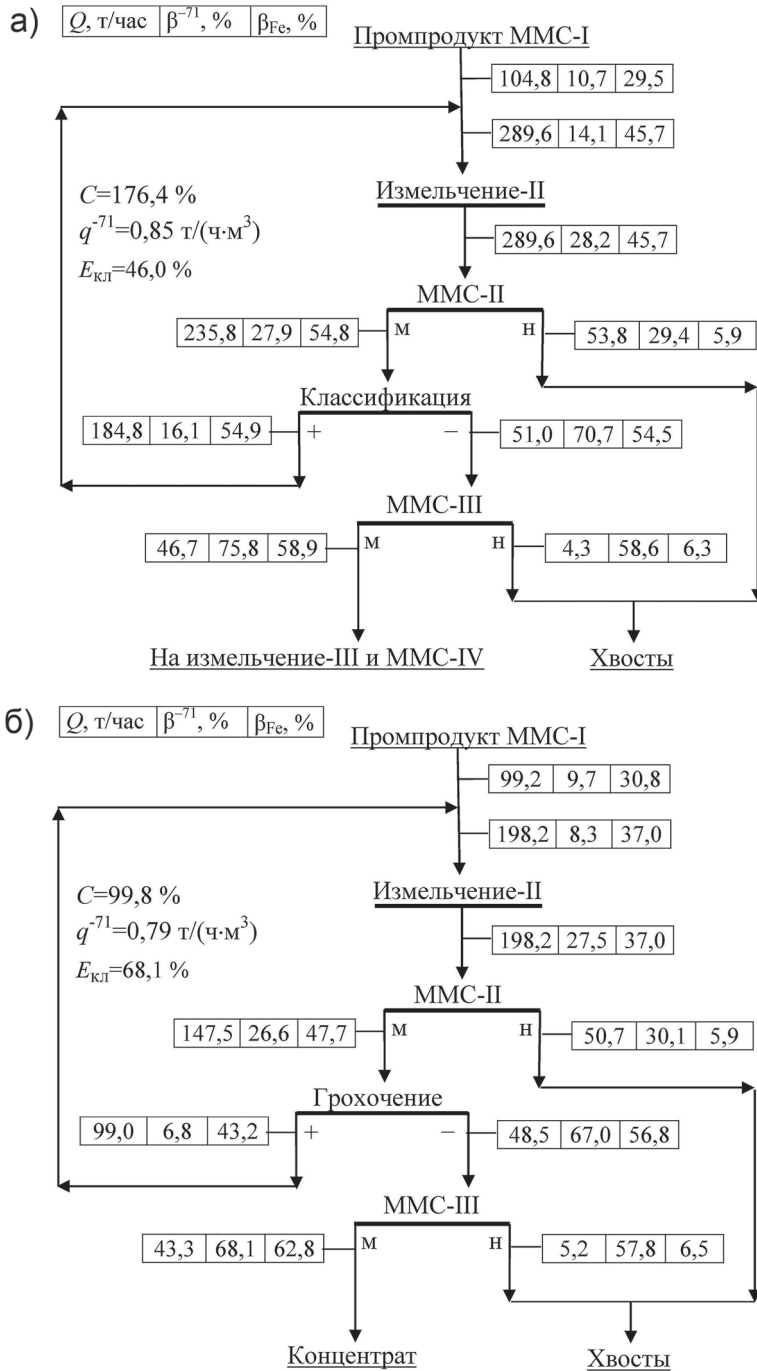 а)
Q, т/час β⁻⁷¹, % β_Fe, %
Промпродукт ММС-I
104,8 10,7 29,5
289,6 14,1 45,7
C=176,4 %
Измельчение-II
q⁻⁷¹=0,85 т/(ч·м³)
289,6 28,2 45,7
E_кл=46,0 %
ММС-II
235,8 27,9 54,8 м н 53,8 29,4 5,9
Классификация
184,8 16,1 54,9 + − 51,0 70,7 54,5
ММС-III
46,7 75,8 58,9 м н 4,3 58,6 6,3
На измельчение-III и ММС-IV Хвосты
б)
Q, т/час β⁻⁷¹, % β_Fe, %
Промпродукт ММС-I
99,2 9,7 30,8
198,2 8,3 37,0
C=99,8 %
Измельчение-II
q⁻⁷¹=0,79 т/(ч·м³)
198,2 27,5 37,0
E_кл=68,1 %
ММС-II
147,5 26,6 47,7 м н 50,7 30,1 5,9
Грохочение
99,0 6,8 43,2 + − 48,5 67,0 56,8
ММС-III
43,3 68,1 62,8 м н 5,2 57,8 6,5
Концентрат Хвосты